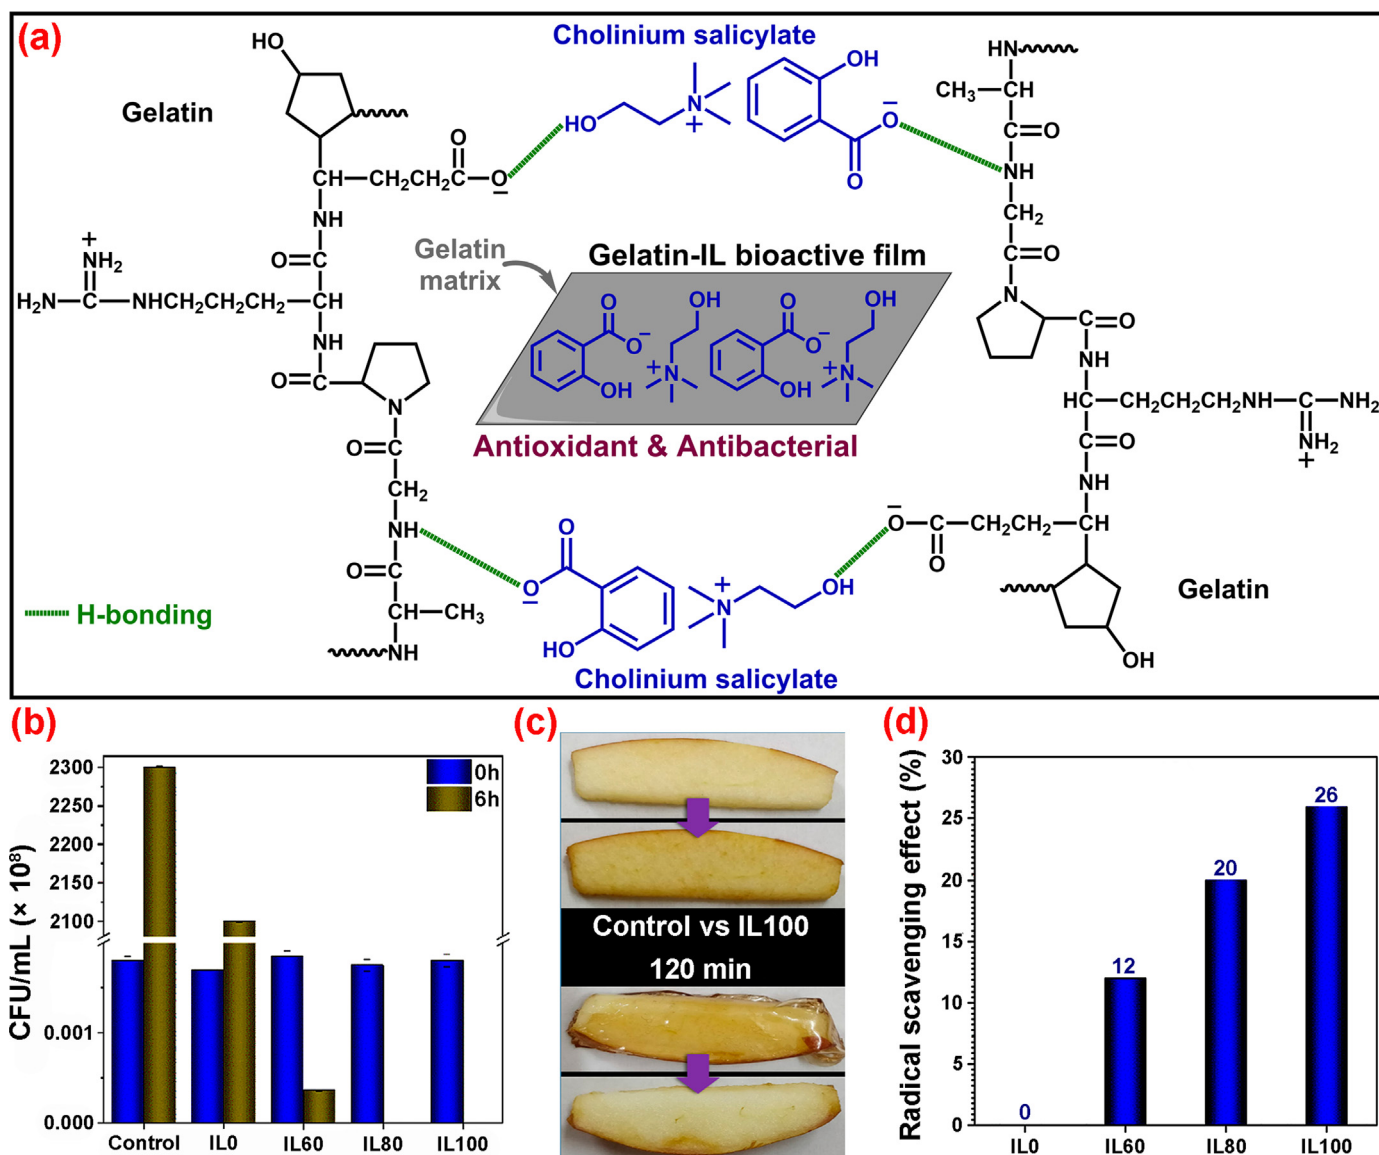 (a)
Cholinium salicylate
Gelatin
HO
CH
CH₂CH₂C
O
O
−
HO
N
+
OH
O
−
O
HN
CH₃
CH
C
O
NH
CH₂
C
O
N
C
O
NH
HC
CH₂CH₂CH₂NH
C
NH₂
NH₂
+
C
O
NH
CH
CH₂CH₂
C
O
O
−
OH
Gelatin
NH
O
C
+
NH₂
H₂N
C
NHCH₂CH₂CH₂
CH
NH
O
C
N
O
C
CH₂
NH
O
C
CH
CH₃
NH
Gelatin
matrix
Gelatin-IL bioactive film
O
O
−
OH
OH
+
N
O
O
−
OH
OH
+
N
Antioxidant & Antibacterial
O
O
−
HO
+
N
OH
H-bonding
Cholinium salicylate
(b)
2300
2250
2200
2150
2100
0.001
0.000
CFU/mL (× 10⁸)
0h
6h
Control
IL0
IL60
IL80
IL100
(c)
Control vs IL100
120 min
(d)
Radical scavenging effect (%)
30
25
20
15
10
5
0
0
12
20
26
IL0
IL60
IL80
IL100